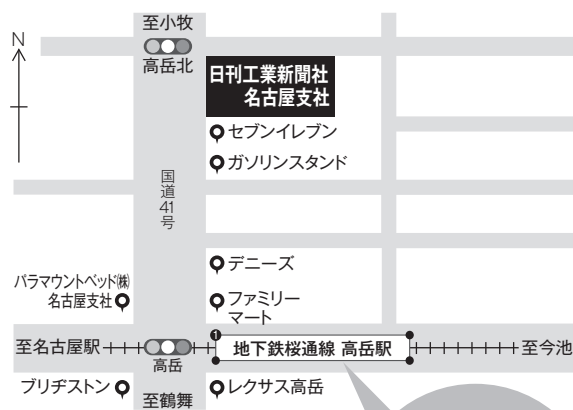 至小牧
N
高岳北
日刊工業新聞社
名古屋支社
セブンイレブン
ガソリンスタンド
国道41号
デニーズ
パラマウントベッド㈱
名古屋支社
ファミリー
マート
1
至名古屋駅
地下鉄桜通線 高岳駅
至今池
高岳
ブリヂストン
レクサス高岳
至鶴舞